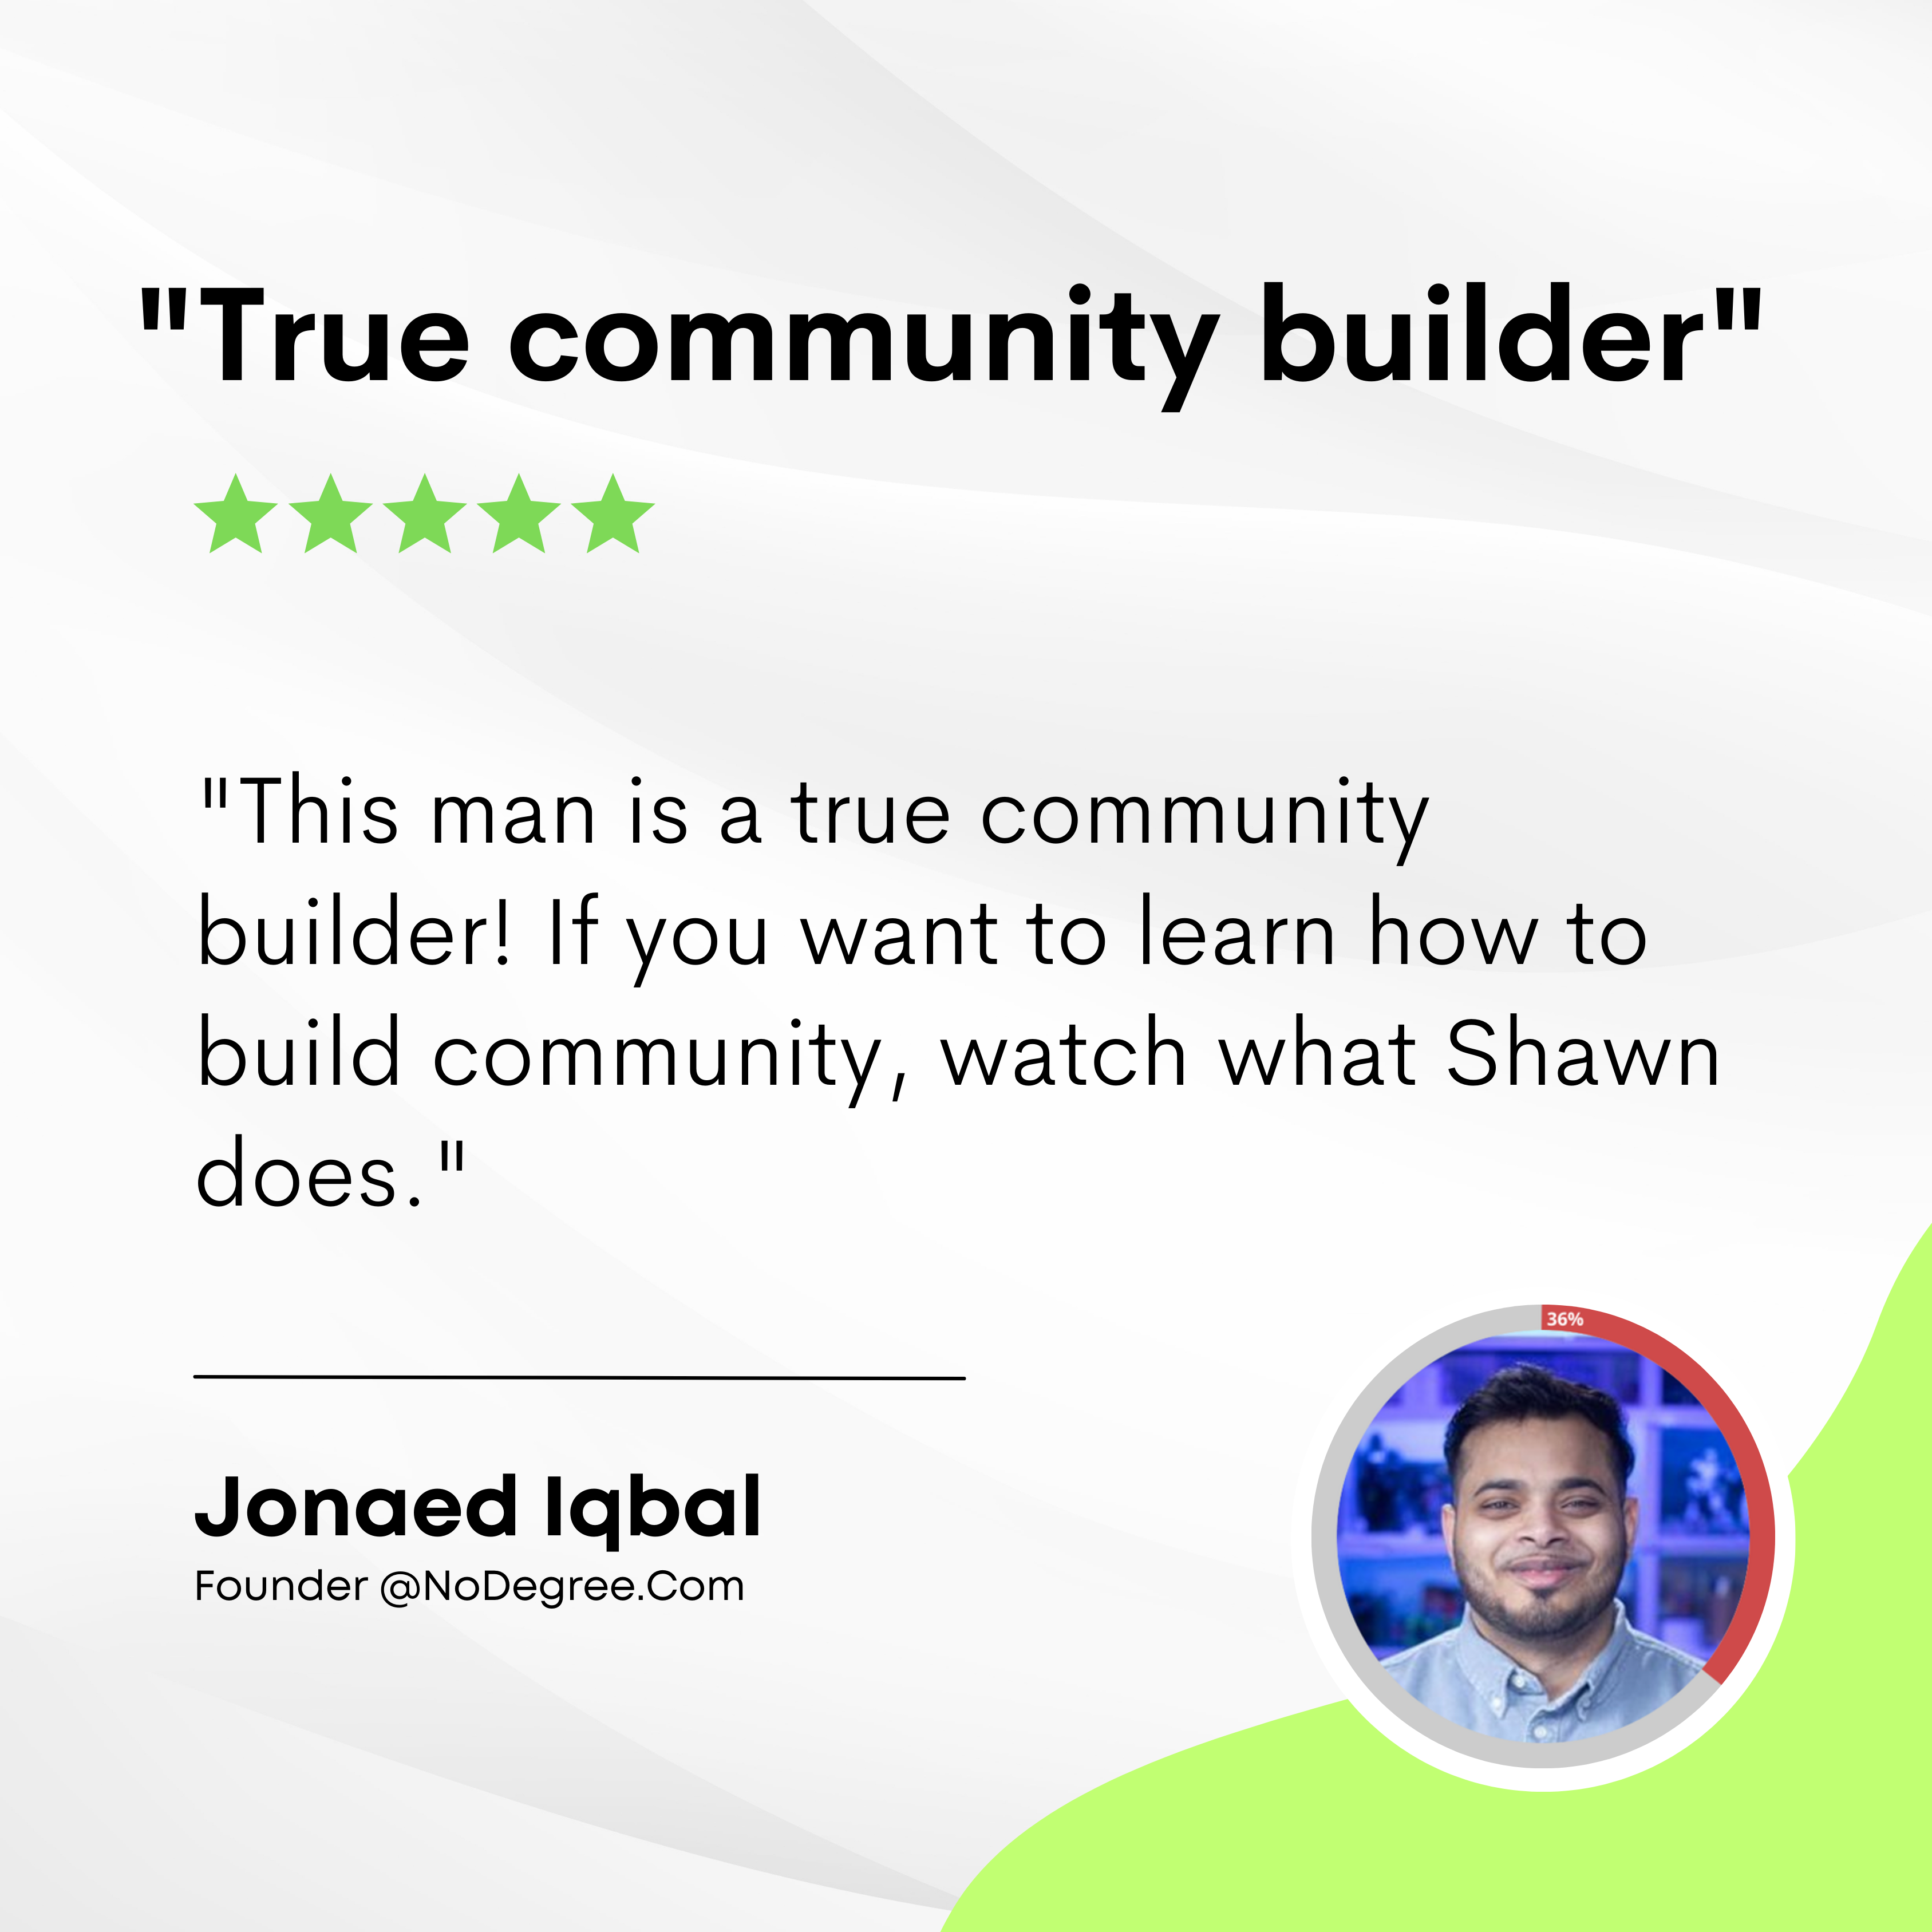 "True community builder"
"This man is a true community
builder! If you want to learn how to
build community, watch what Shawn
does."
36%
Jonaed Iqbal
Founder @NoDegree.Com